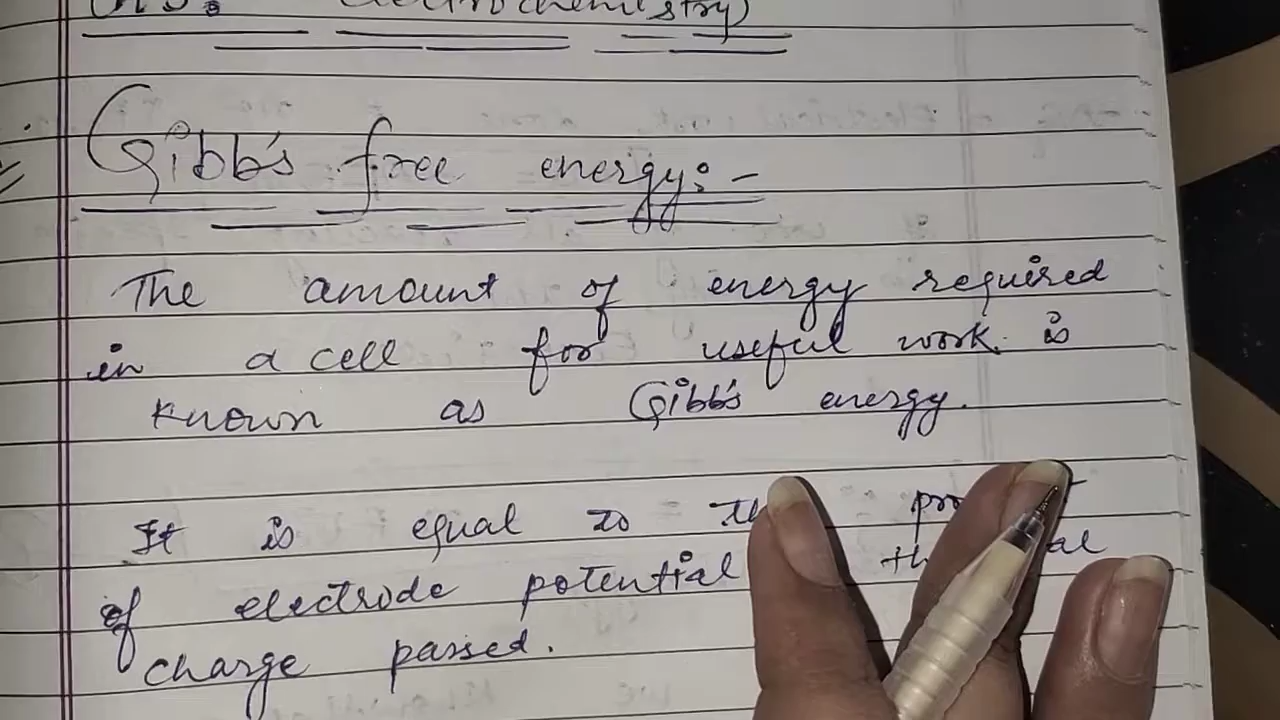 Electrochemistry)
Gibb's free energy:-
The amount of energy required
in a cell for useful work is
known as Gibb's energy.
It is equal to
of electrode potential
charge passed.